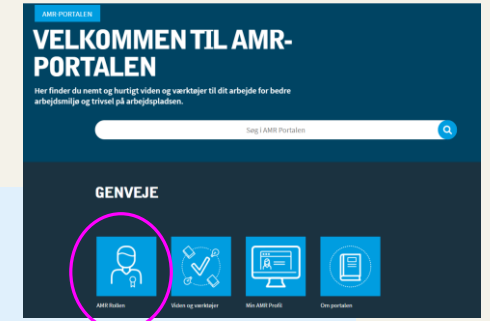 AMR-PORTALEN
VELKOMMEN TIL AMR-
PORTALEN
Her finder du nemt og hurtigt viden og værktøjer til dit arbejde for bedre
arbejdsmiljø og trivsel på arbejdspladsen.
Søg i AMR Portalen
GENVEJE
AMR Rollen
Viden og værktøjer
Min AMR Profil
Om portalen